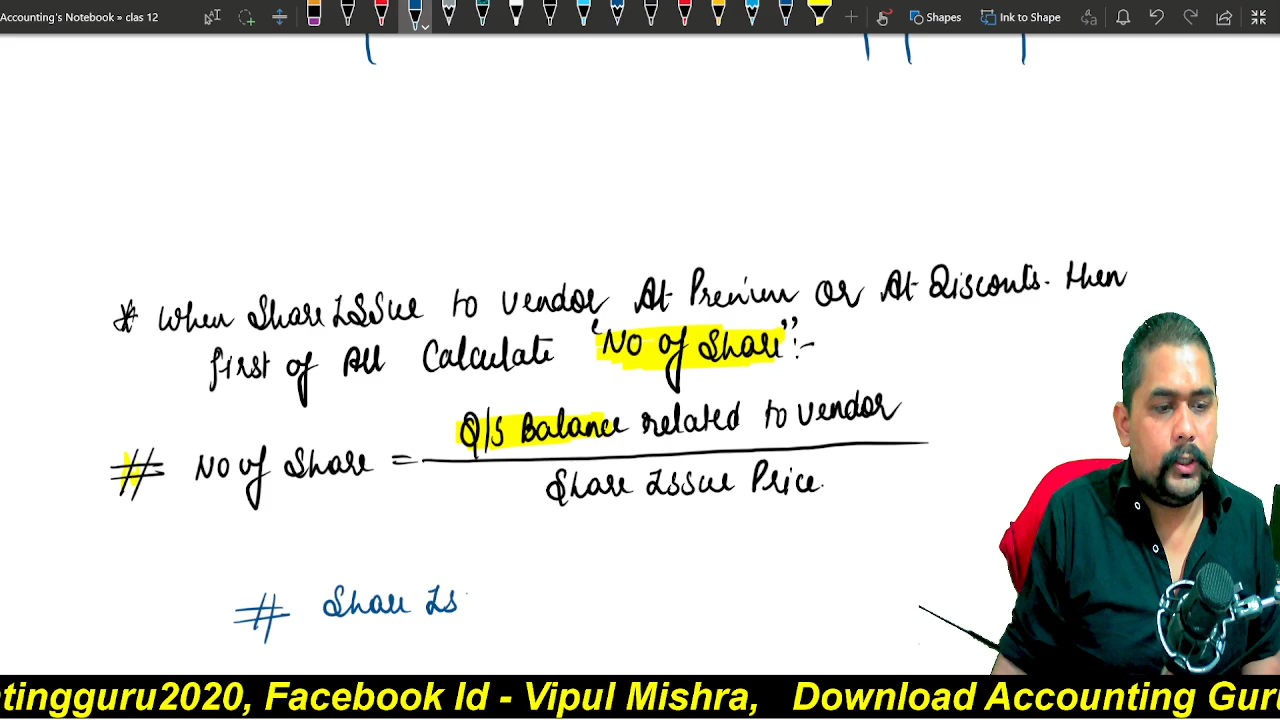 Accounting's Notebook » clas 12
Shapes
Ink to Shape
* When Share Issue to vendor At Premium Or At Disconts. then
first of All Calculate "No of Share":-
# No of Share = O/S Balance related to vendor
Share Issue Price.
# Share Is
tingguru2020, Facebook Id - Vipul Mishra, Download Accounting Gur